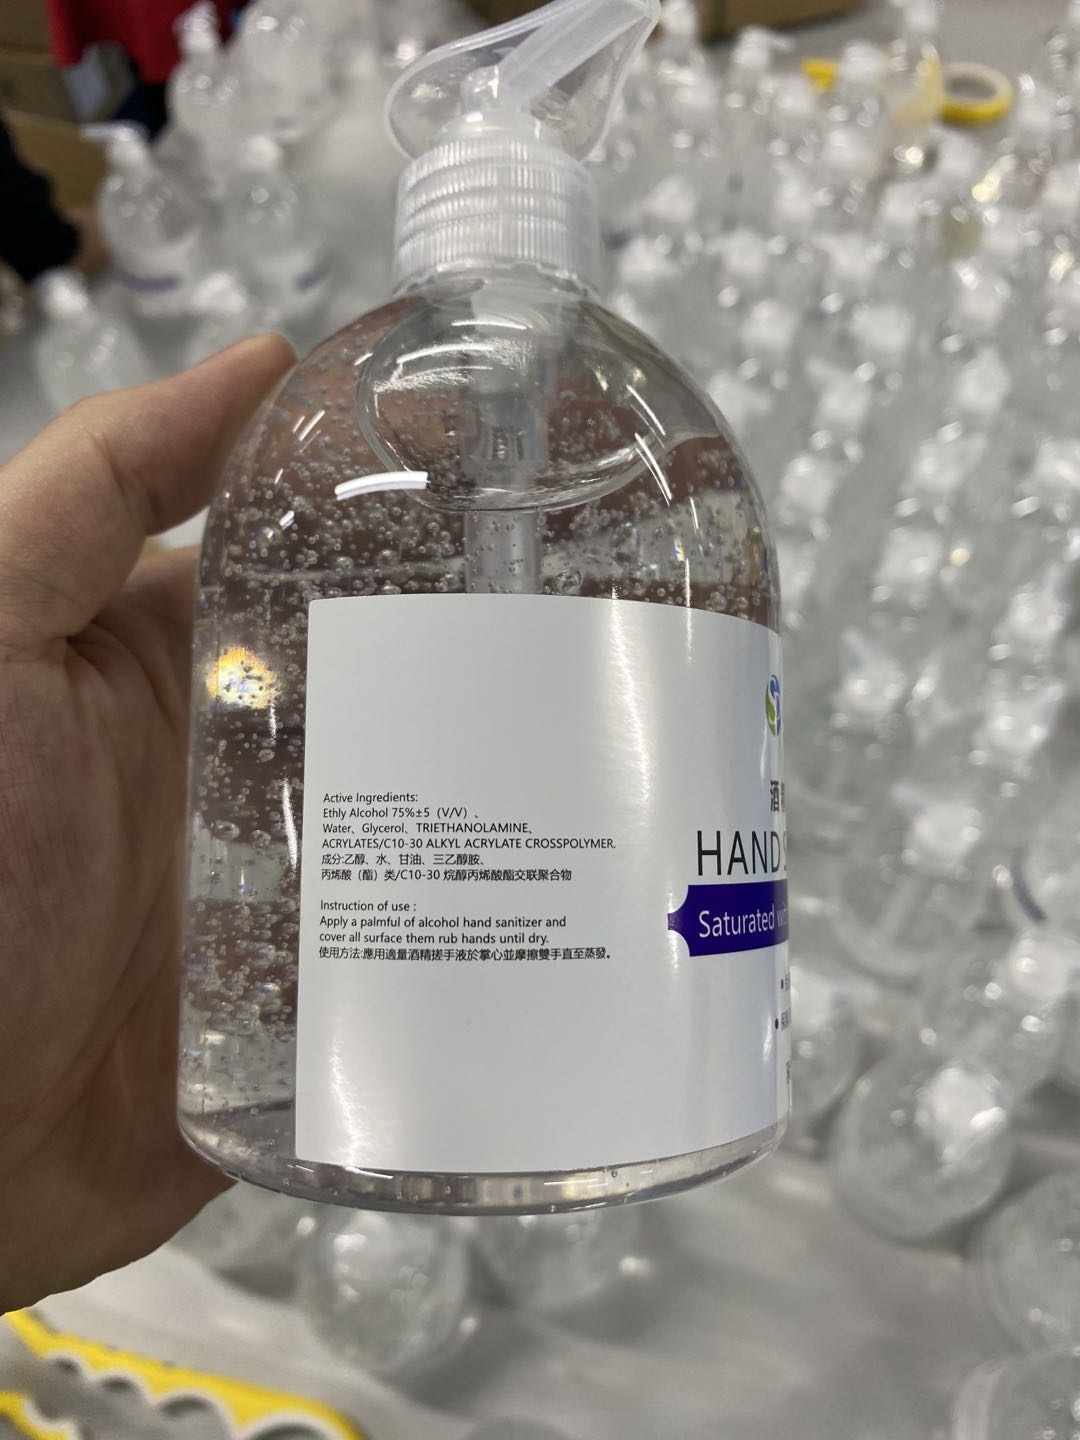 Active Ingredients:
Ethly Alcohol 75%±5（V/V）、
Water、Glycerol、TRIETHANOLAMINE、
ACRYLATES/C10-30 ALKYL ACRYLATE CROSSPOLYMER.
成分:乙醇、水、甘油、三乙醇胺、
丙烯酸（酯）类/C10-30 烷醇丙烯酸酯交联聚合物
Instruction of use :
Apply a palmful of alcohol hand sanitizer and
cover all surface them rub hands until dry.
使用方法:應用適量酒精搓手液於掌心並摩擦雙手直至蒸發。
酒
HAND
Saturated